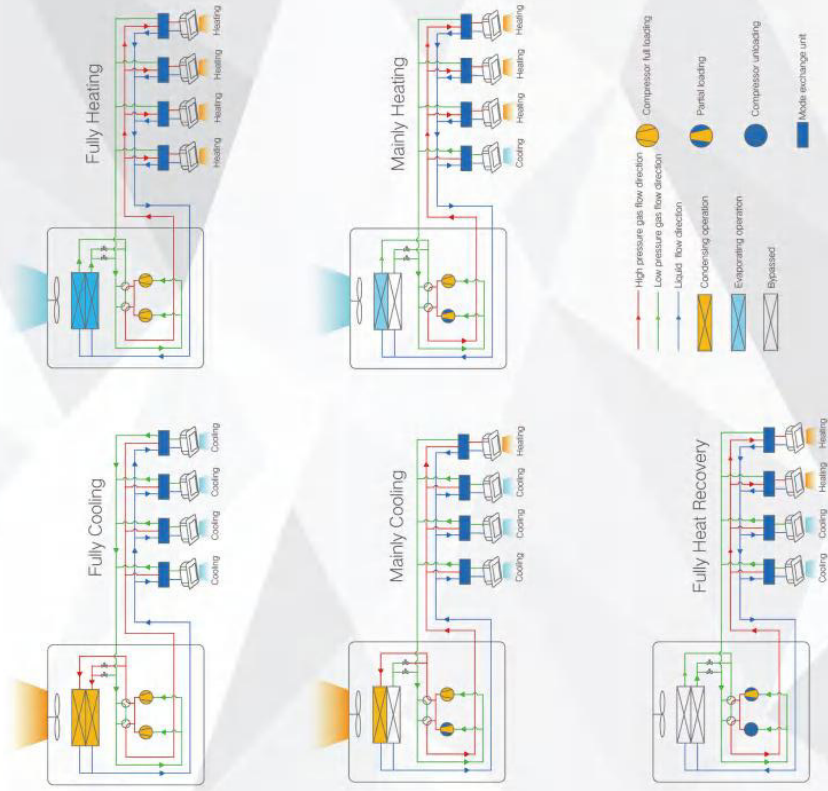 Fully Cooling
Cooling
Cooling
Cooling
Cooling
Fully Heating
Heating
Heating
Heating
Heating
Mainly Cooling
Cooling
Cooling
Cooling
Heating
Mainly Heating
Cooling
Heating
Heating
Heating
Fully Heat Recovery
Cooling
Cooling
Heating
Heating
High pressure gas flow direction
Low pressure gas flow direction
Liquid flow direction
Condensing operation
Evaporating operation
Bypassed
Compressor full loading
Partial loading
Compressor unloading
Mode exchange unit